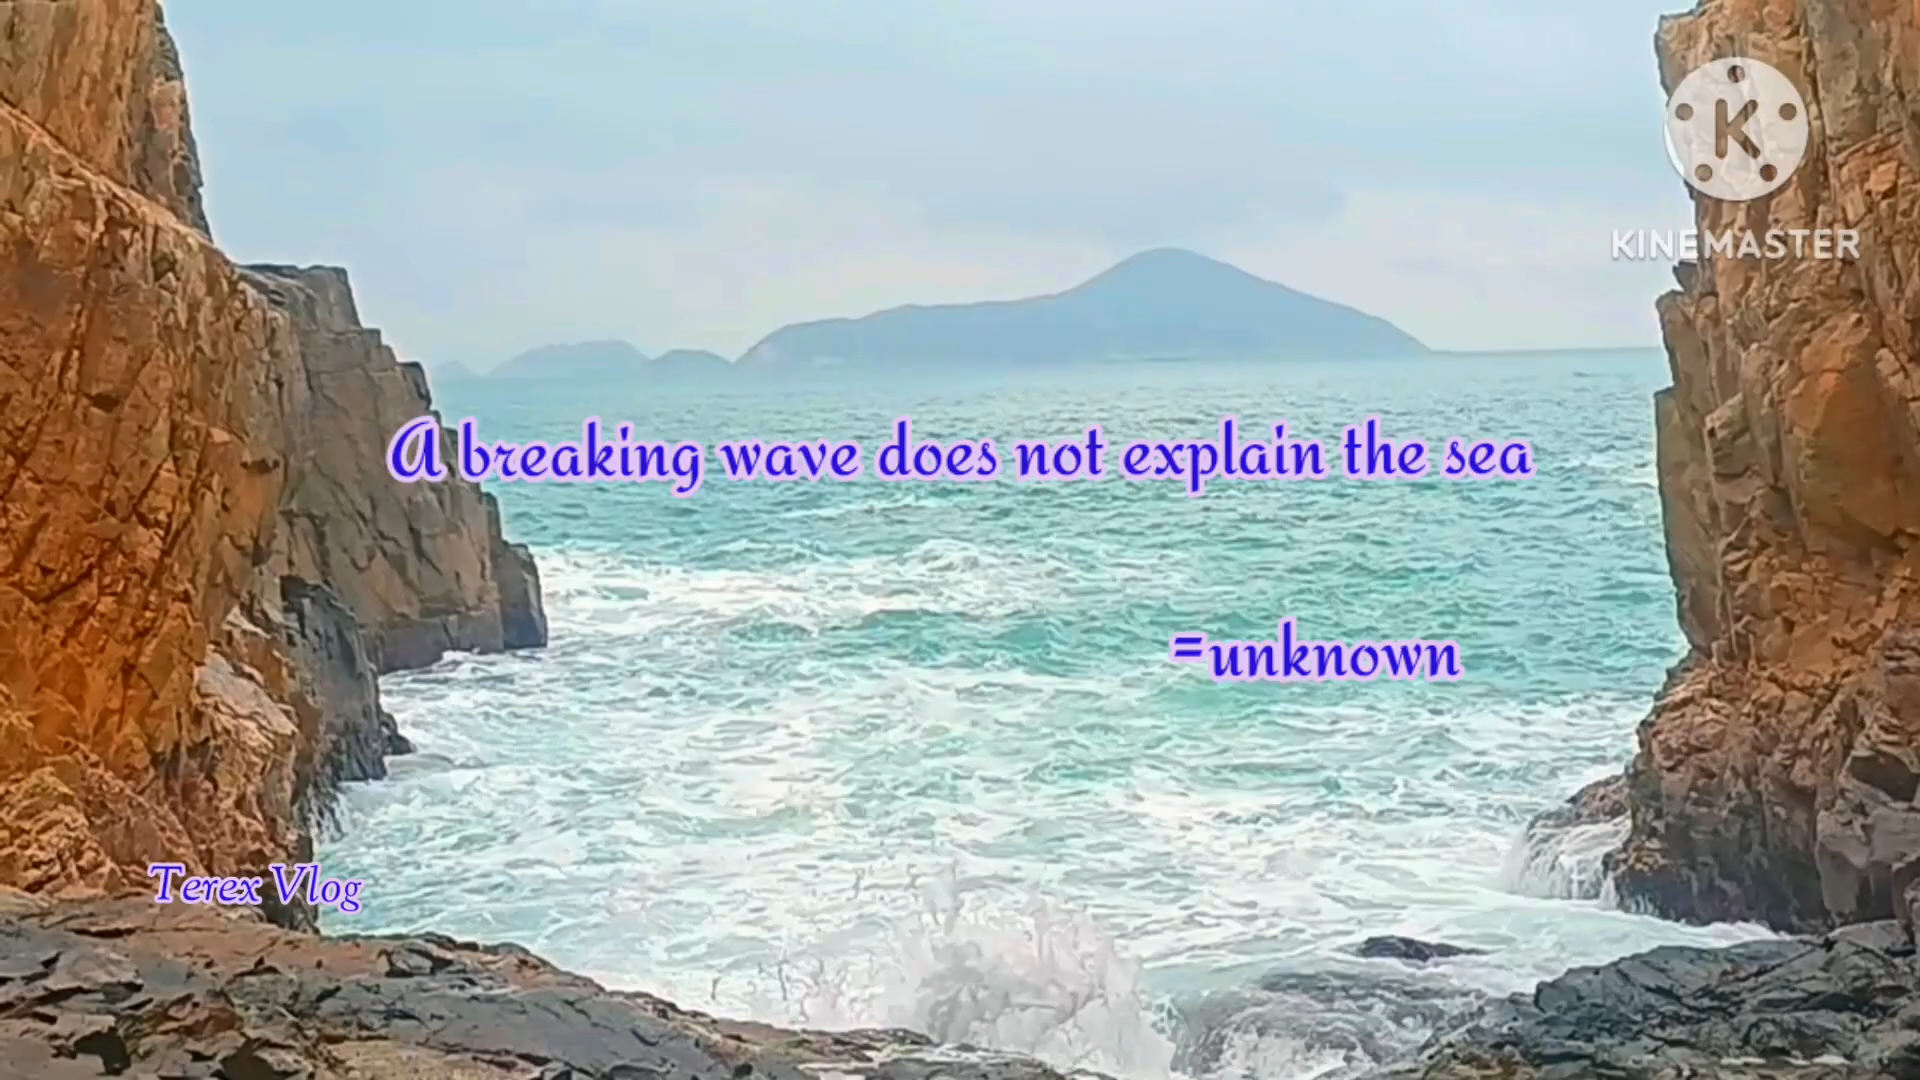 K
KINEMASTER
A breaking wave does not explain the sea
=unknown
Terex Vlog